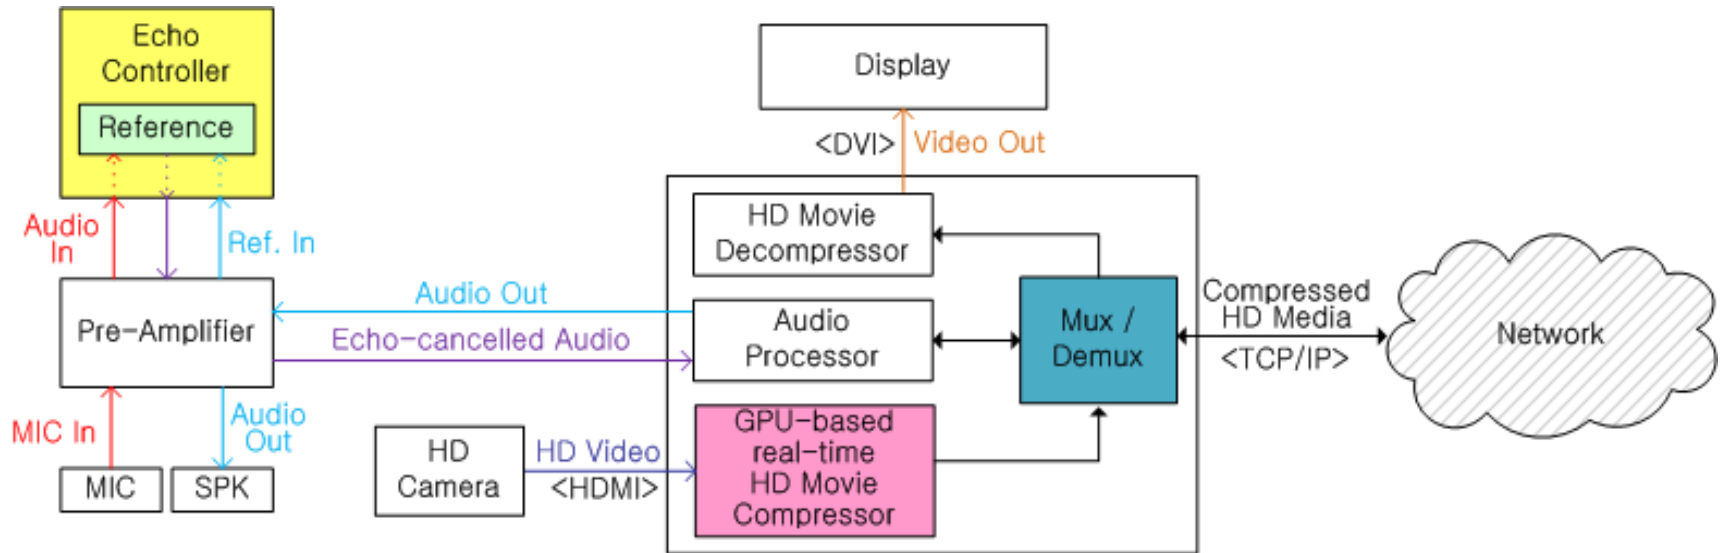 Echo
Controller
Reference
Audio
In
Ref. In
Pre-Amplifier
MIC In
Audio
Out
MIC
SPK
Audio Out
Echo-cancelled Audio
HD
Camera
HD Video
<HDMI>
Display
<DVI>
Video Out
HD Movie
Decompressor
Audio
Processor
GPU-based
real-time
HD Movie
Compressor
Mux /
Demux
Compressed
HD Media
<TCP/IP>
Network